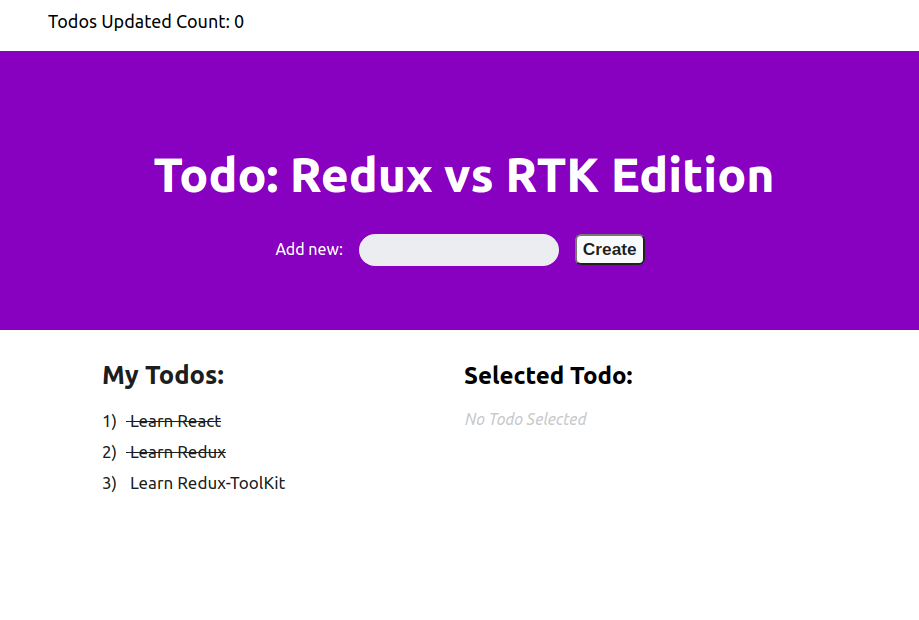 Todos Updated Count: 0
Todo: Redux vs RTK Edition
Add new: Create
My Todos:
1) Learn React
2) Learn Redux
3) Learn Redux-ToolKit
Selected Todo:
No Todo Selected